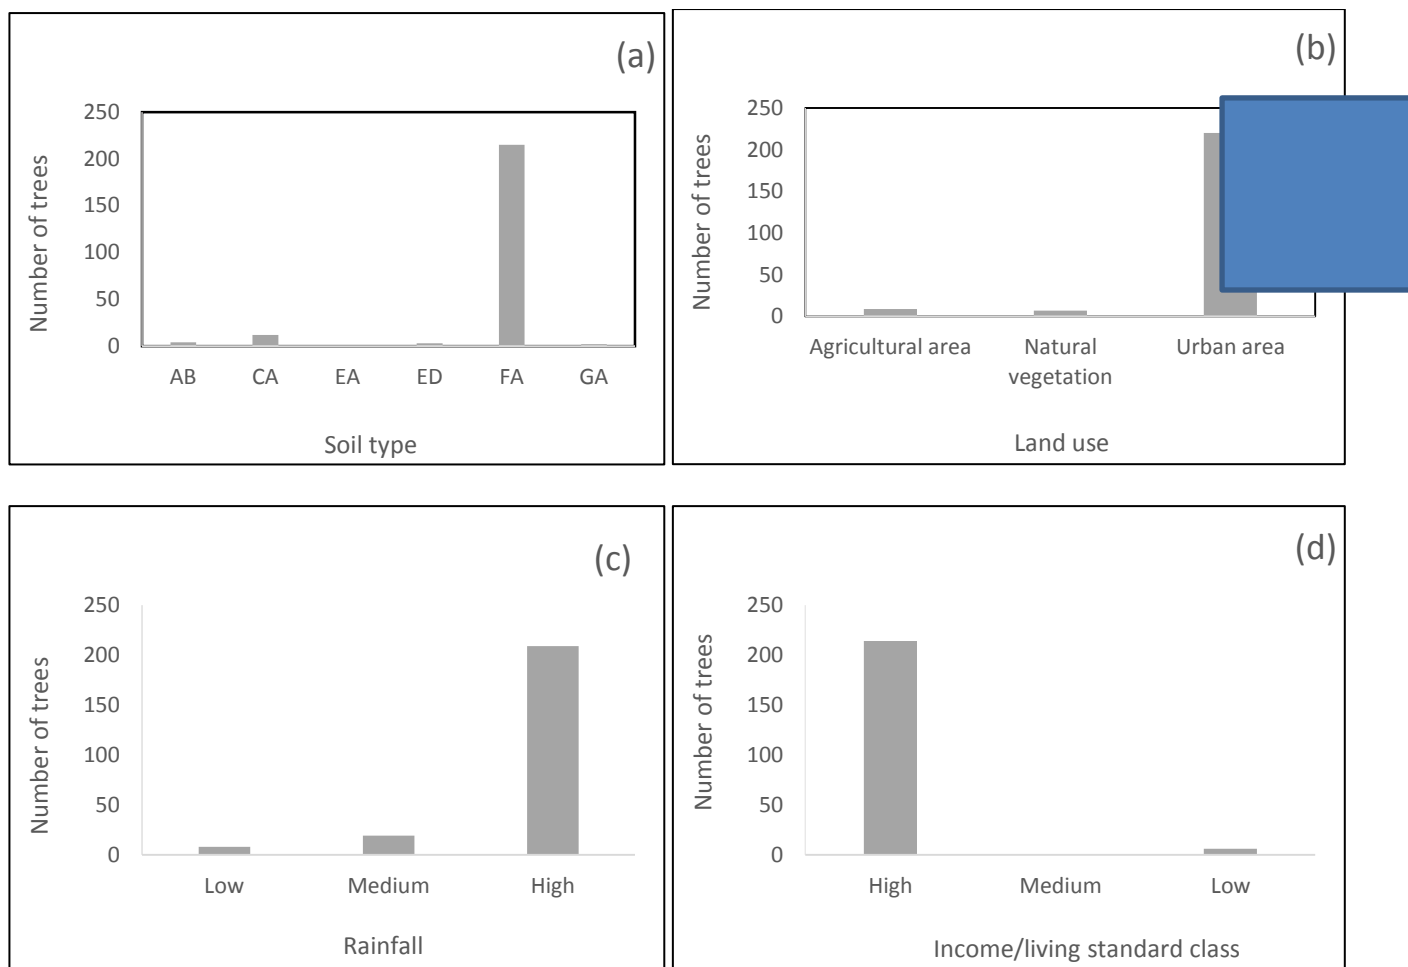 (a)
Number of trees
250
200
150
100
50
0
AB CA EA ED FA GA
Soil type
(b)
Number of trees
250
200
150
100
50
0
Agricultural area Natural vegetation Urban area
Land use
(c)
Number of trees
250
200
150
100
50
0
Low Medium High
Rainfall
(d)
Number of trees
250
200
150
100
50
0
High Medium Low
Income/living standard class